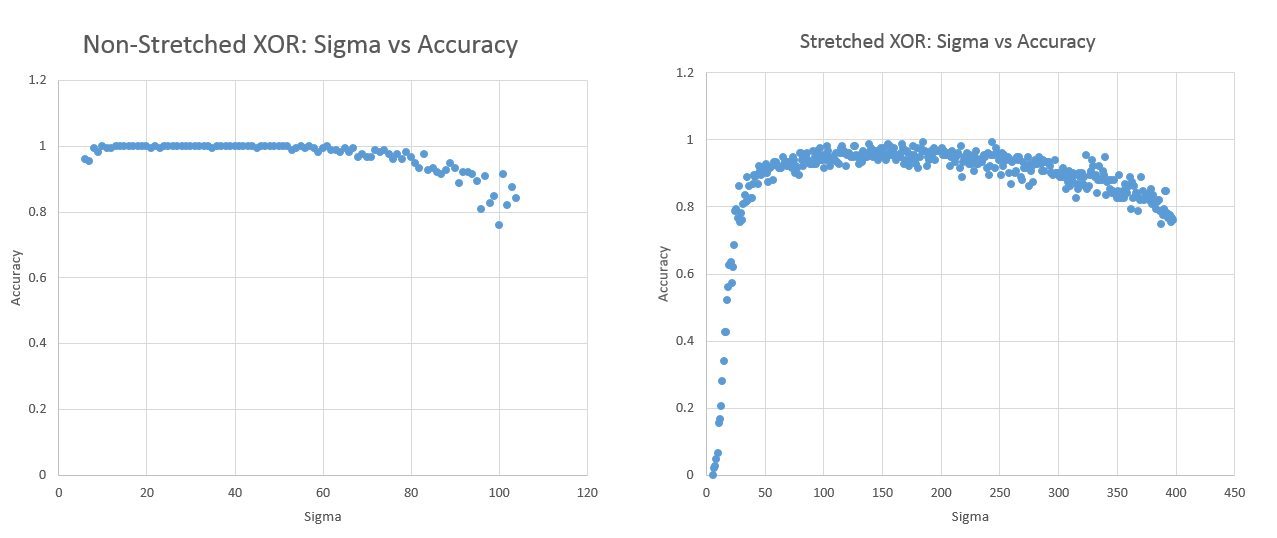 Non-Stretched XOR: Sigma vs Accuracy
1.2
1
0.8
0.6
0.4
0.2
0
Accuracy
0 20 40 60 80 100 120
Sigma
Stretched XOR: Sigma vs Accuracy
1.2
1
0.8
0.6
0.4
0.2
0
Accuracy
0 50 100 150 200 250 300 350 400 450
Sigma